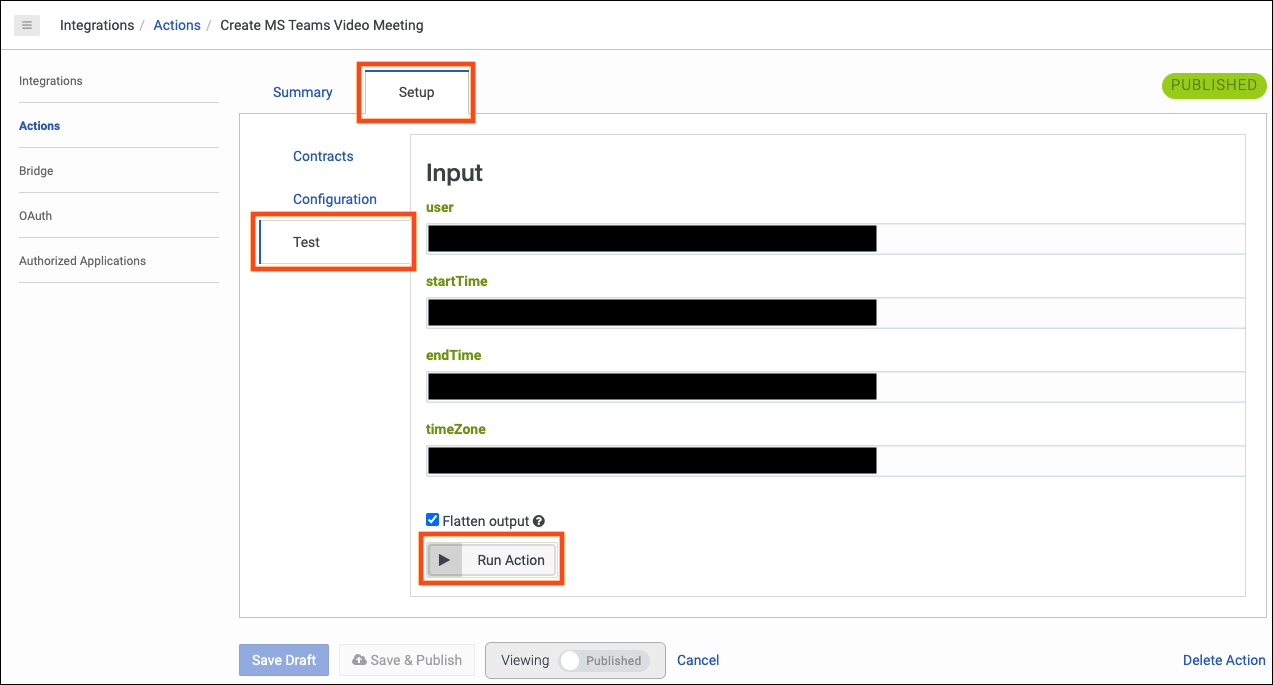 Integrations / Actions / Create MS Teams Video Meeting
Integrations
Actions
Bridge
OAuth
Authorized Applications
Summary
Setup
PUBLISHED
Contracts
Configuration
Test
Input
user
startTime
endTime
timeZone
Flatten output
Run Action
Save Draft
Save & Publish
Viewing
Published
Cancel
Delete Action